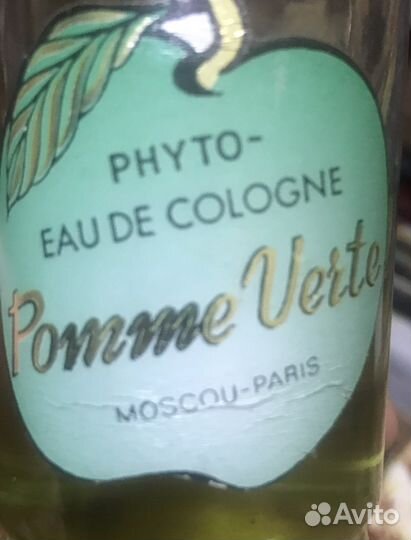 PHYTO-
EAU DE COLOGNE
Pomme Verte
MOSCOU-PARIS
Avito